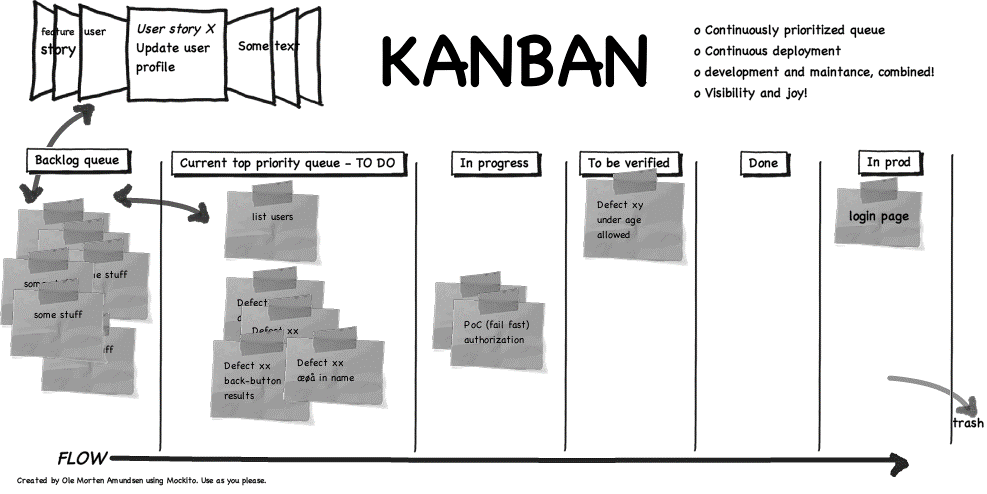 feature
story
user
User story X
Update user
profile
Some text
KANBAN
o Continuously prioritized queue
o Continuous deployment
o development and maintance, combined!
o Visibility and joy!
Backlog queue
Current top priority queue - TO DO
In progress
To be verified
Done
In prod
some stuff
stuff
list users
Defect
Defect xx
Defect xx
back-button
results
Defect xx
æøå in name
PoC (fail fast)
authorization
Defect xy
under age
allowed
login page
trash
FLOW
Created by Ole Morten Amundsen using Mockito. Use as you please.